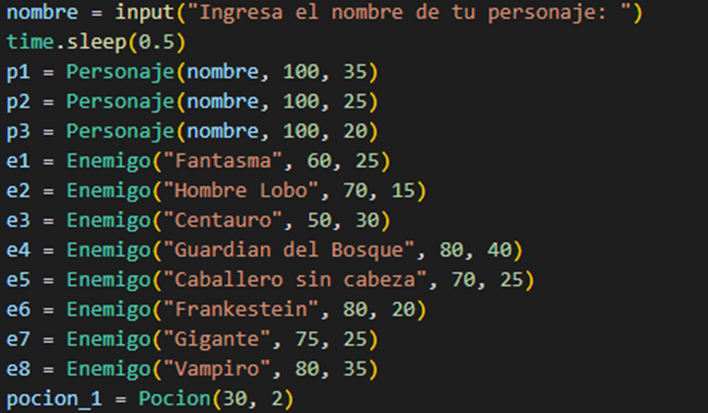 nombre = input("Ingresa el nombre de tu personaje: ")
time.sleep(0.5)
p1 = Personaje(nombre, 100, 35)
p2 = Personaje(nombre, 100, 25)
p3 = Personaje(nombre, 100, 20)
e1 = Enemigo("Fantasma", 60, 25)
e2 = Enemigo("Hombre Lobo", 70, 15)
e3 = Enemigo("Centauro", 50, 30)
e4 = Enemigo("Guardian del Bosque", 80, 40)
e5 = Enemigo("Caballero sin cabeza", 70, 25)
e6 = Enemigo("Frankestein", 80, 20)
e7 = Enemigo("Gigante", 75, 25)
e8 = Enemigo("Vampiro", 80, 35)
pocion_1 = Pocion(30, 2)